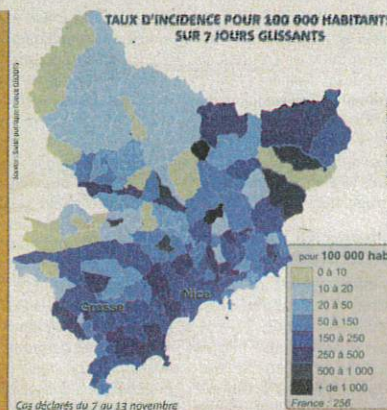 TAUX D'INCIDENCE POUR 100 000 HABITANTS
SUR 7 JOURS GLISSANTS
Grasse
Nice
pour 100 000 hab
0 à 10
10 à 20
20 à 50
50 à 150
150 à 250
250 à 500
500 à 1 000
+ de 1 000
France : 256
Cas déclarés du 7 au 13 novembre